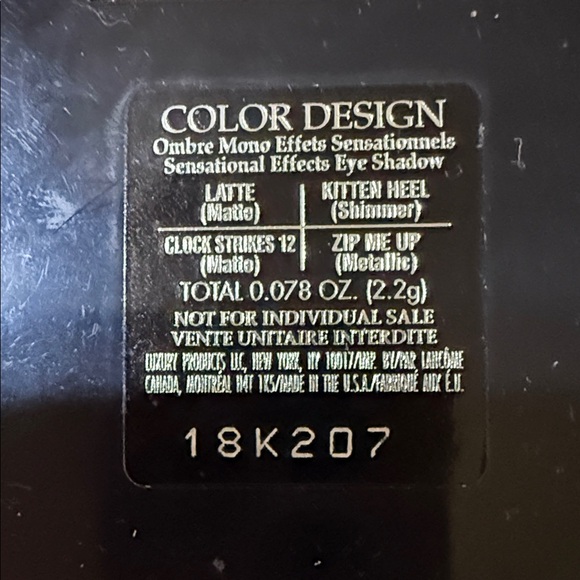 COLOR DESIGN
Ombre Mono Effets Sensationnels
Sensational Effects Eye Shadow
LATTE
(Matte)
KITTEN HEEL
(Shimmer)
CLOCK STRIKES 12
(Matte)
ZIP ME UP
(Metallic)
TOTAL 0.078 OZ. (2.2g)
NOT FOR INDIVIDUAL SALE
VENTE UNITAIRE INTERDITE
LUXURY PRODUCTS LLC, NEW YORK, NY 10017/IMP. BY/PAR LANCÔME
CANADA, MONTRÉAL H4T 1K5/MADE IN THE U.S.A./FABRIQUÉ AUX É.U.
18K207